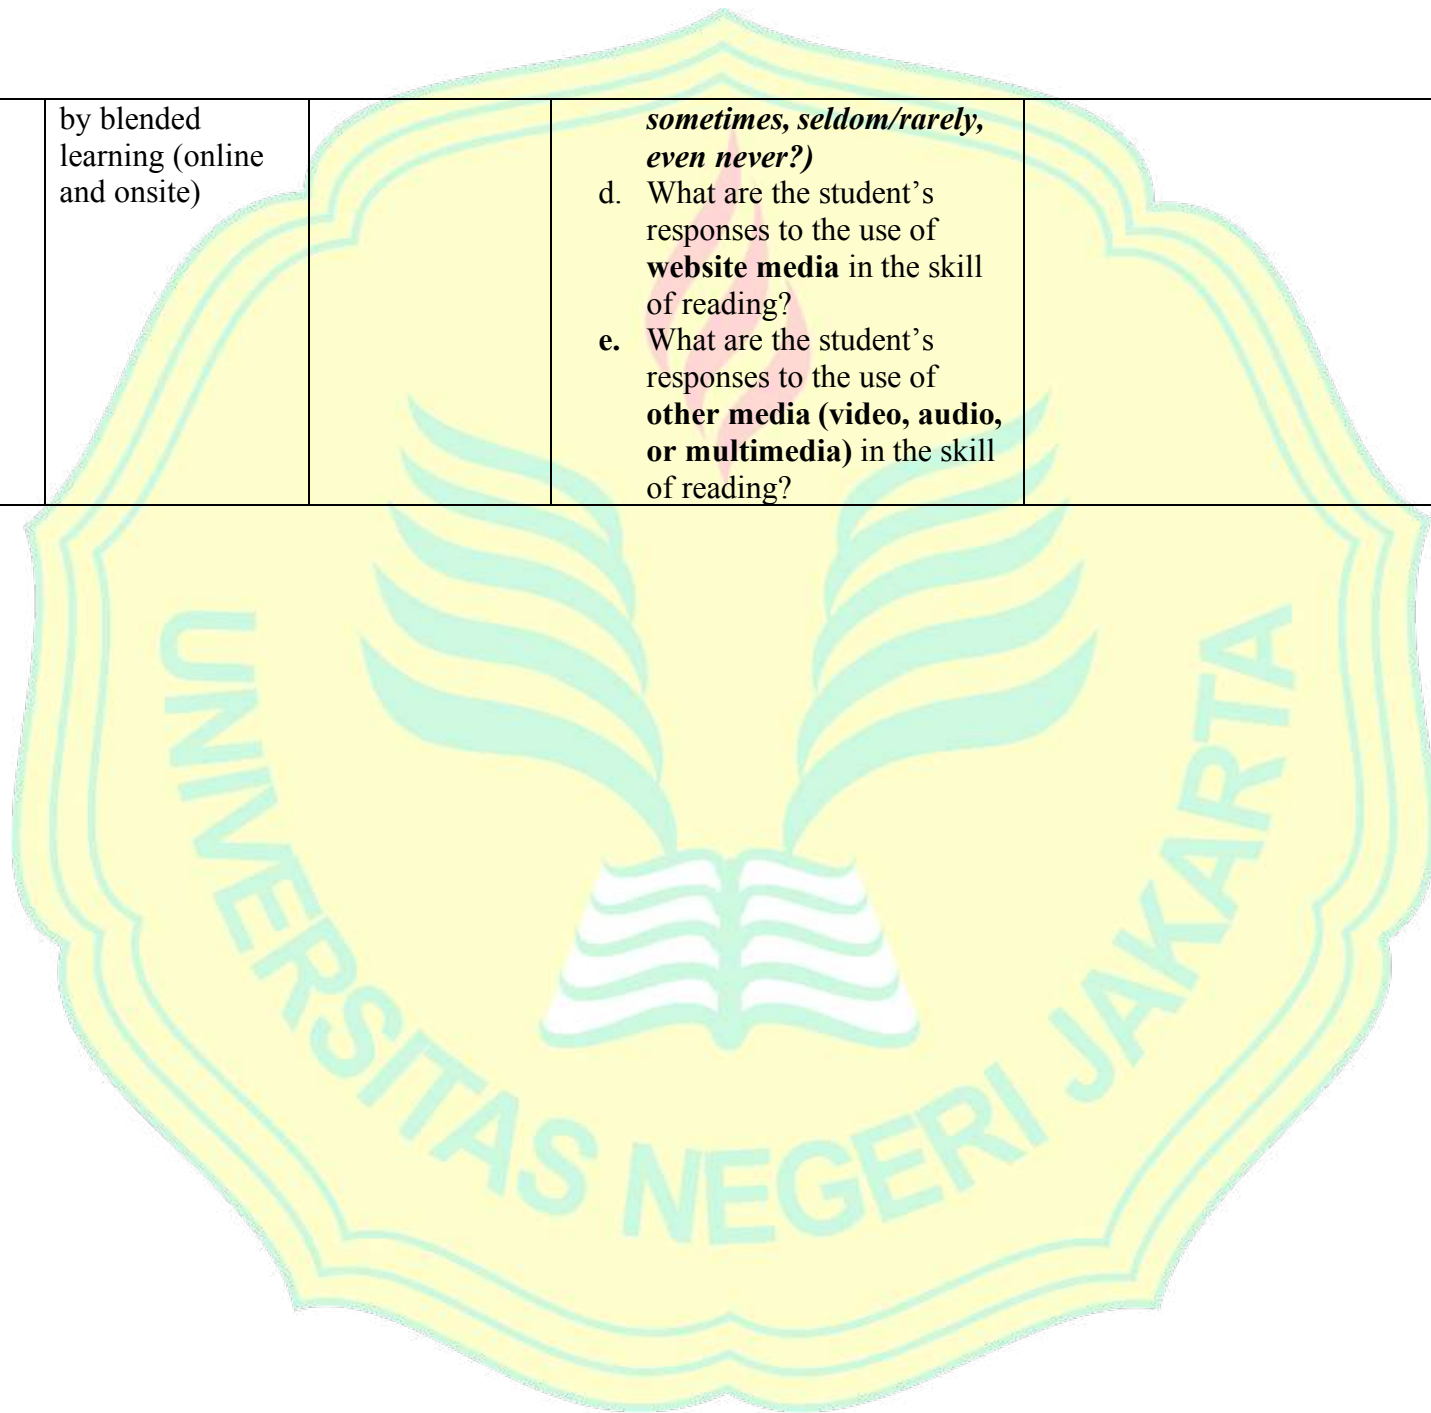 by blended
learning (online
and onsite)
sometimes, seldom/rarely,
even never?)
d. What are the student’s
responses to the use of
website media in the skill
of reading?
e. What are the student’s
responses to the use of
other media (video, audio,
or multimedia) in the skill
of reading?
UNIVERSITAS NEGERI JAKARTA